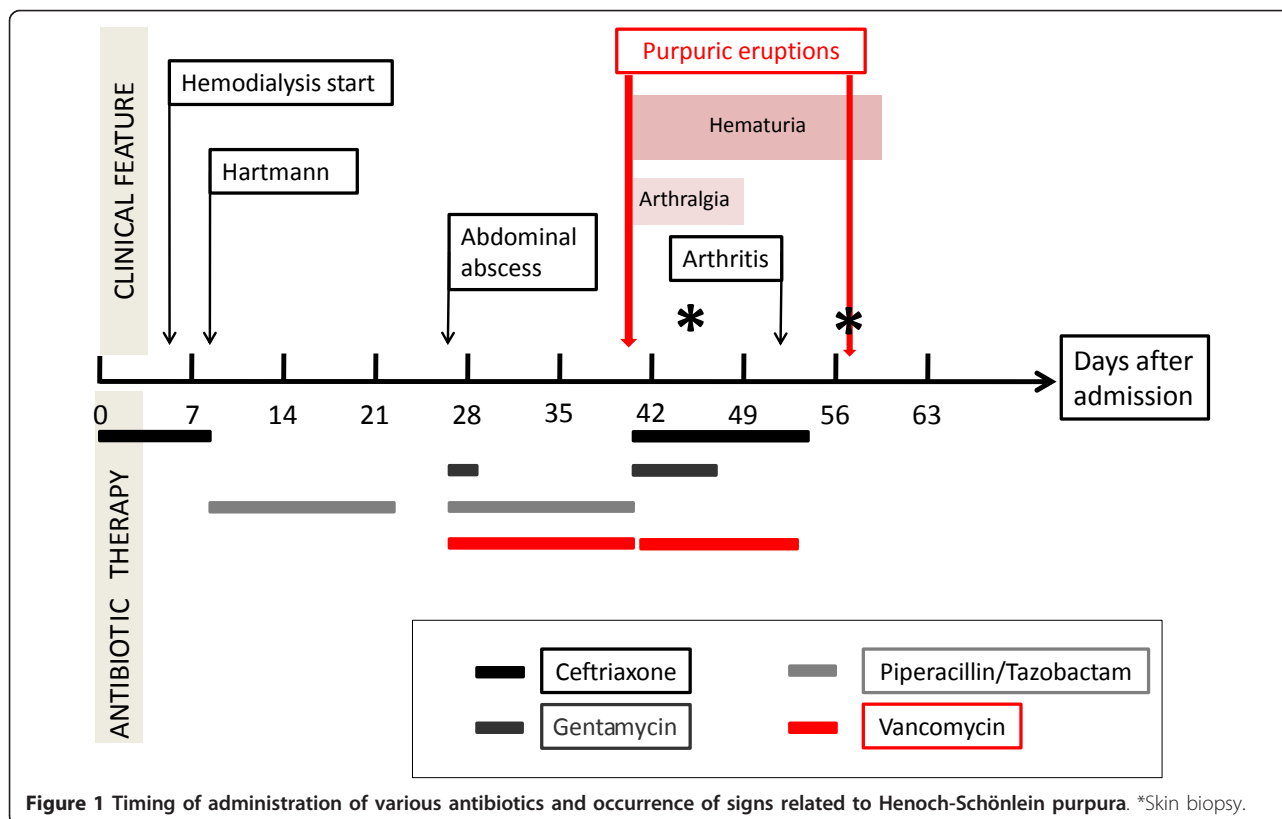 CLINICAL FEATURE
Purpuric eruptions
Hemodialysis start
Hematuria
Hartmann
Arthralgia
Abdominal
abscess
Arthritis
*
*
Days after
admission
0 7 14 21 28 35 42 49 56 63
ANTIBIOTIC THERAPY
Ceftriaxone
Piperacillin/Tazobactam
Gentamycin
Vancomycin
Figure 1 Timing of administration of various antibiotics and occurrence of signs related to Henoch-Schönlein purpura. *Skin biopsy.